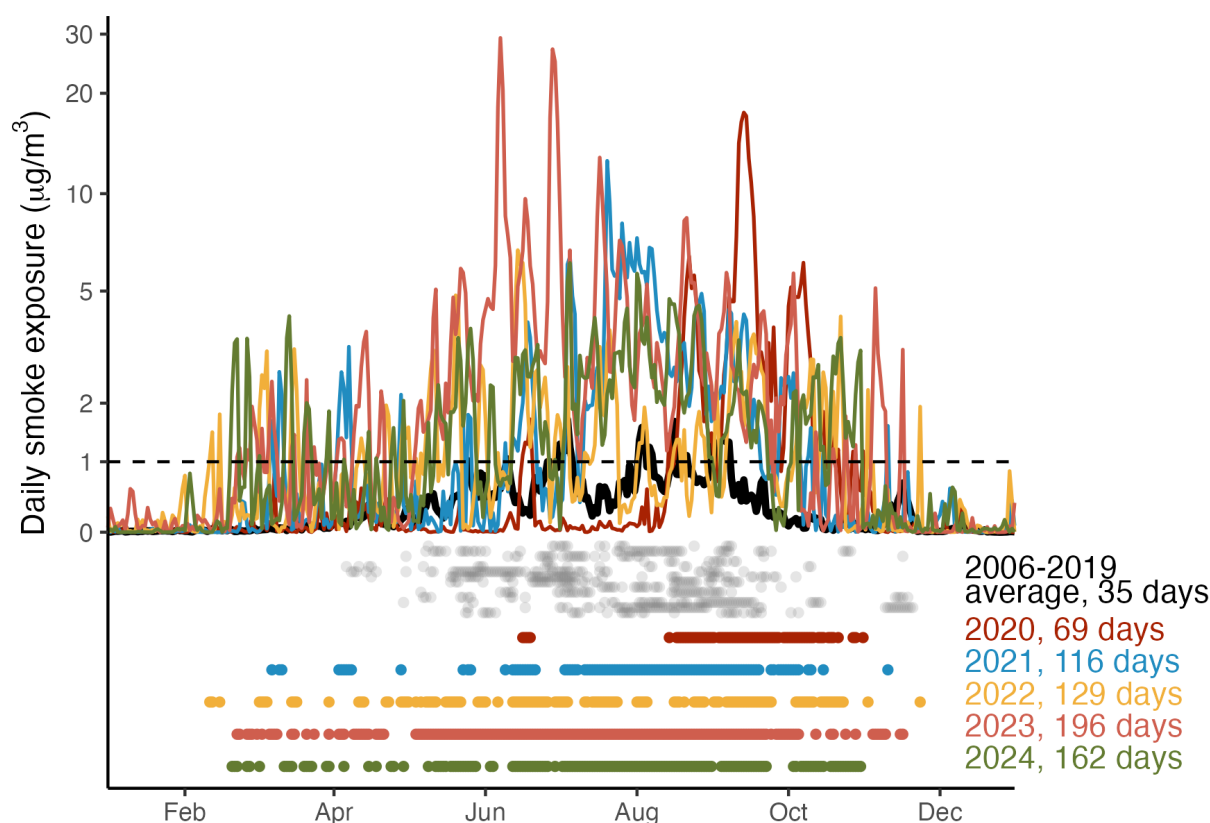 Daily smoke exposure (μg/m³)
30
20
10
5
2
1
0
2006-2019
average, 35 days
2020, 69 days
2021, 116 days
2022, 129 days
2023, 196 days
2024, 162 days
Feb Apr Jun Aug Oct Dec